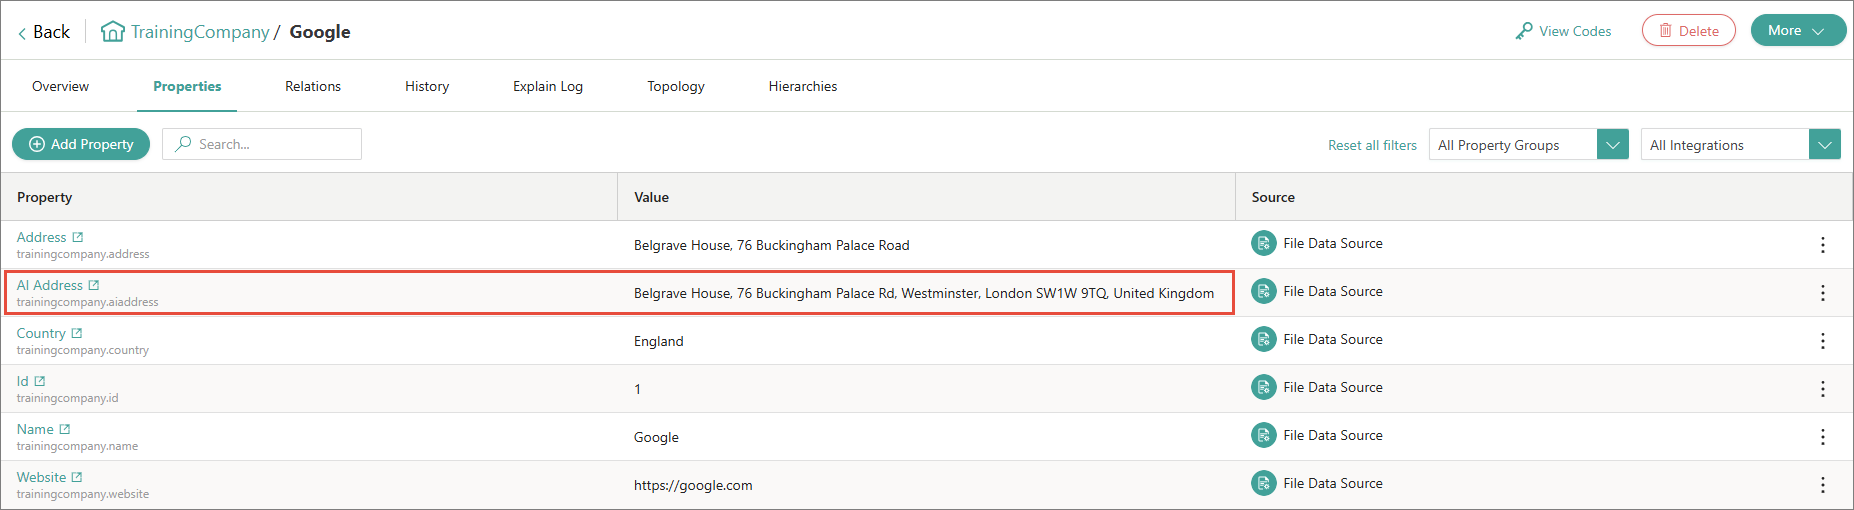 Back TrainingCompany / Google View Codes Delete More
Overview Properties Relations History Explain Log Topology Hierarchies
Add Property Search... Reset all filters All Property Groups All Integrations
Property Value Source
Address
trainingcompany.address
Belgrave House, 76 Buckingham Palace Road
File Data Source
AI Address
trainingcompany.aiaddress
Belgrave House, 76 Buckingham Palace Rd, Westminster, London SW1W 9TQ, United Kingdom
File Data Source
Country
trainingcompany.country
England
File Data Source
Id
trainingcompany.id
1
File Data Source
Name
trainingcompany.name
Google
File Data Source
Website
trainingcompany.website
https://google.com
File Data Source